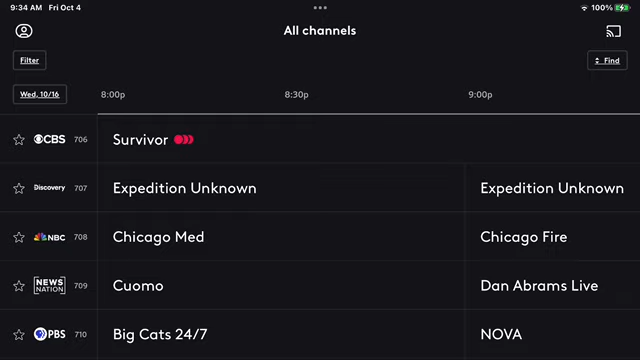 9:34 AM Fri Oct 4
100%
All channels
Filter
Find
Wed, 10/16
8:00p
8:30p
9:00p
CBS 706 Survivor
Discovery 707 Expedition Unknown Expedition Unknown
NBC 708 Chicago Med Chicago Fire
NEWS NATION 709 Cuomo Dan Abrams Live
PBS 710 Big Cats 24/7 NOVA